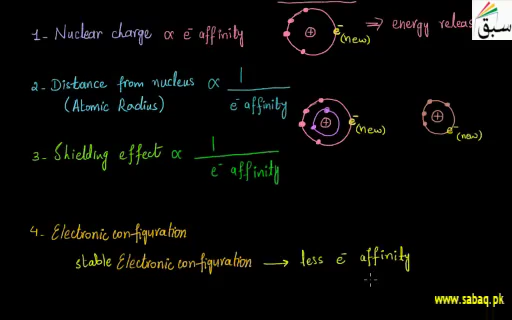 1 - Nuclear charge ∝ e⁻ affinity
e⁻ (new)
⇒ energy releas
سبق
2 - Distance from nucleus ∝ 1 / e⁻ affinity
(Atomic Radius)
e⁻ (new)
e⁻ (new)
3 - Shielding effect ∝ 1 / e⁻ affinity
4 - Electronic configuration
stable Electronic configuration → less e⁻ affinity
www.sabaq.pk